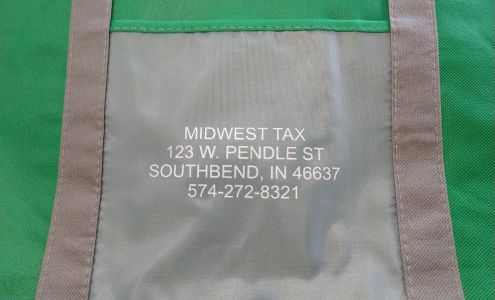 MIDWEST TAX
123 W. PENDLE ST
SOUTHBEND, IN 46637
574-272-8321